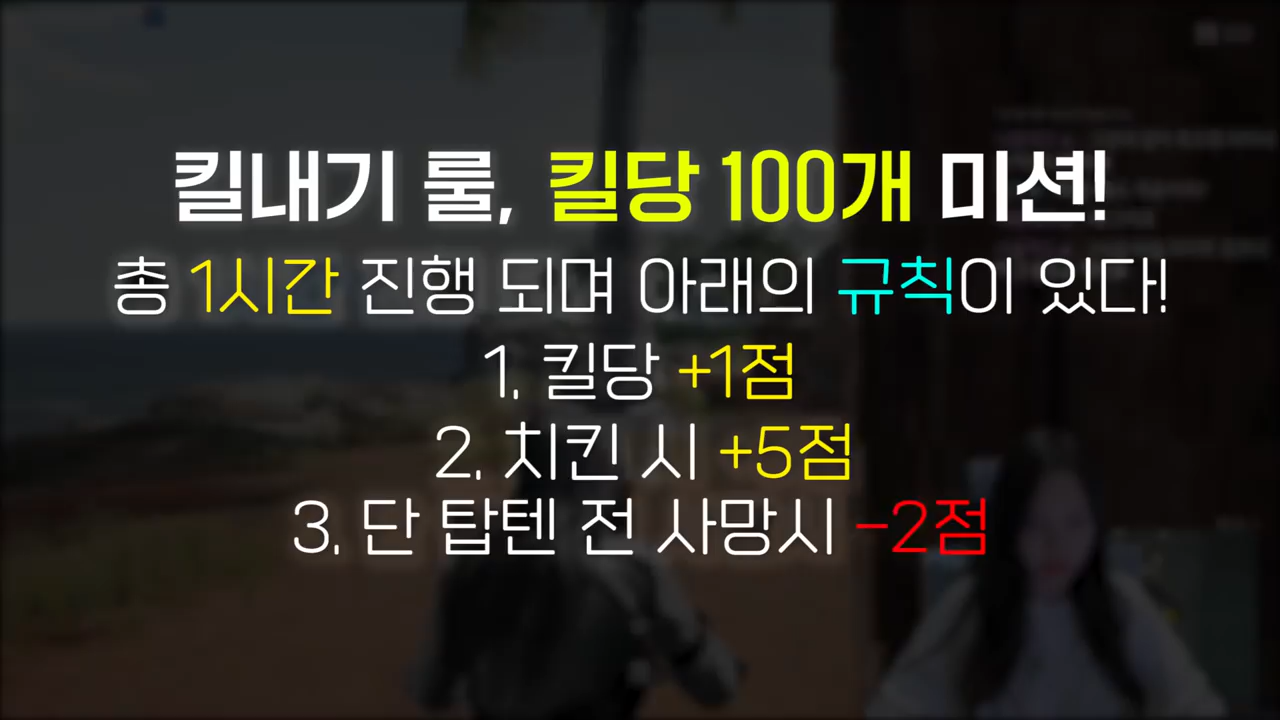 킬내기 룰, 킬당 100개 미션!
총 1시간 진행 되며 아래의 규칙이 있다!
1. 킬당 +1점
2. 치킨 시 +5점
3. 단 탑텐 전 사망시 -2점